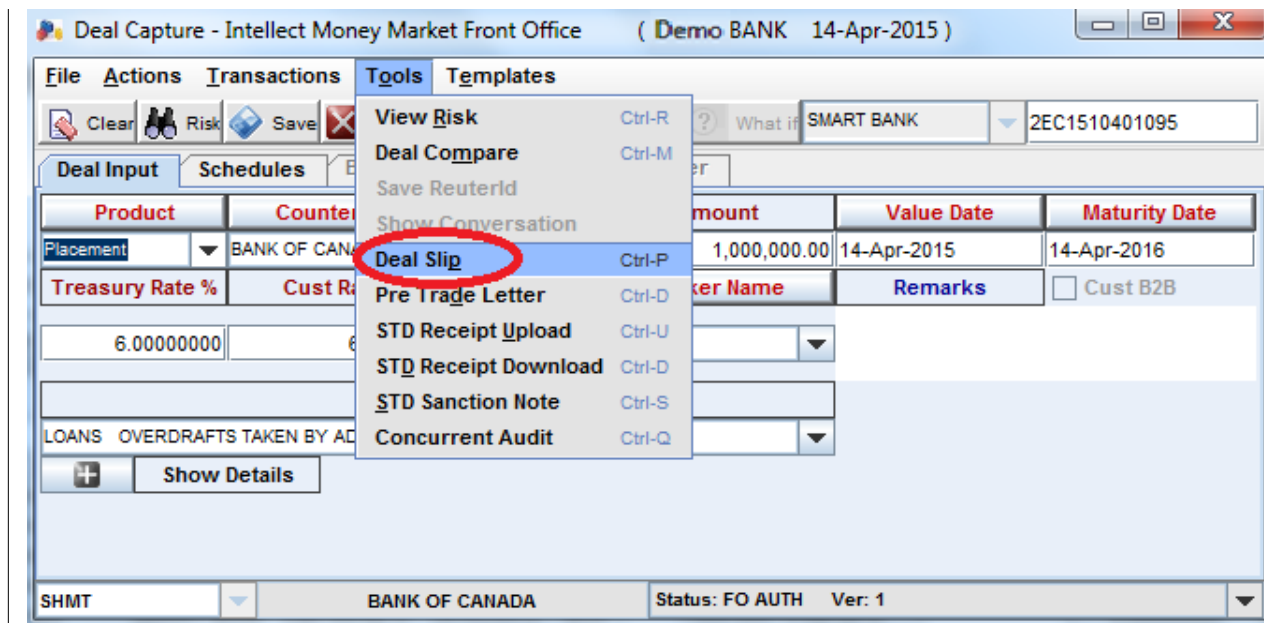 Deal Capture - Intellect Money Market Front Office ( Demo BANK 14-Apr-2015 )
File Actions Transactions Tools Templates
Clear Risk Save What if SMART BANK 2EC1510401095
View Risk Ctrl-R
Deal Compare Ctrl-M
Save ReuterId
Show Conversation
Deal Slip Ctrl-P
Pre Trade Letter Ctrl-D
STD Receipt Upload Ctrl-U
STD Receipt Download Ctrl-D
STD Sanction Note Ctrl-S
Concurrent Audit Ctrl-Q
Deal Input Schedules
Product Counter mount Value Date Maturity Date
Placement BANK OF CANA 1,000,000.00 14-Apr-2015 14-Apr-2016
Treasury Rate % Cust Ra ker Name Remarks Cust B2B
6.00000000 6
LOANS OVERDRAFTS TAKEN BY AD
Show Details
SHMT BANK OF CANADA Status: FO AUTH Ver: 1